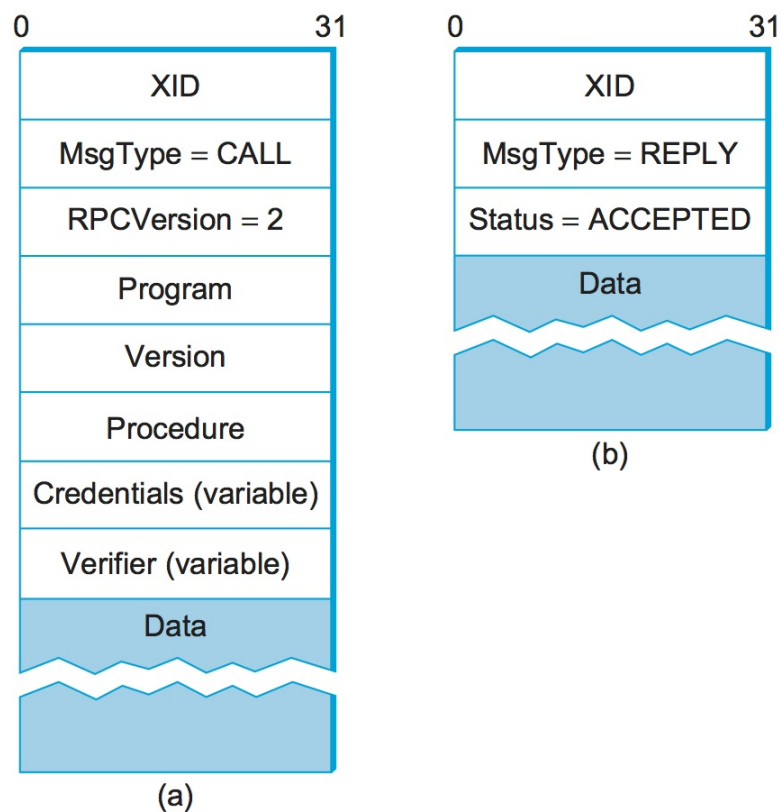 0 31
XID
MsgType = CALL
RPCVersion = 2
Program
Version
Procedure
Credentials (variable)
Verifier (variable)
Data
(a)
0 31
XID
MsgType = REPLY
Status = ACCEPTED
Data
(b)